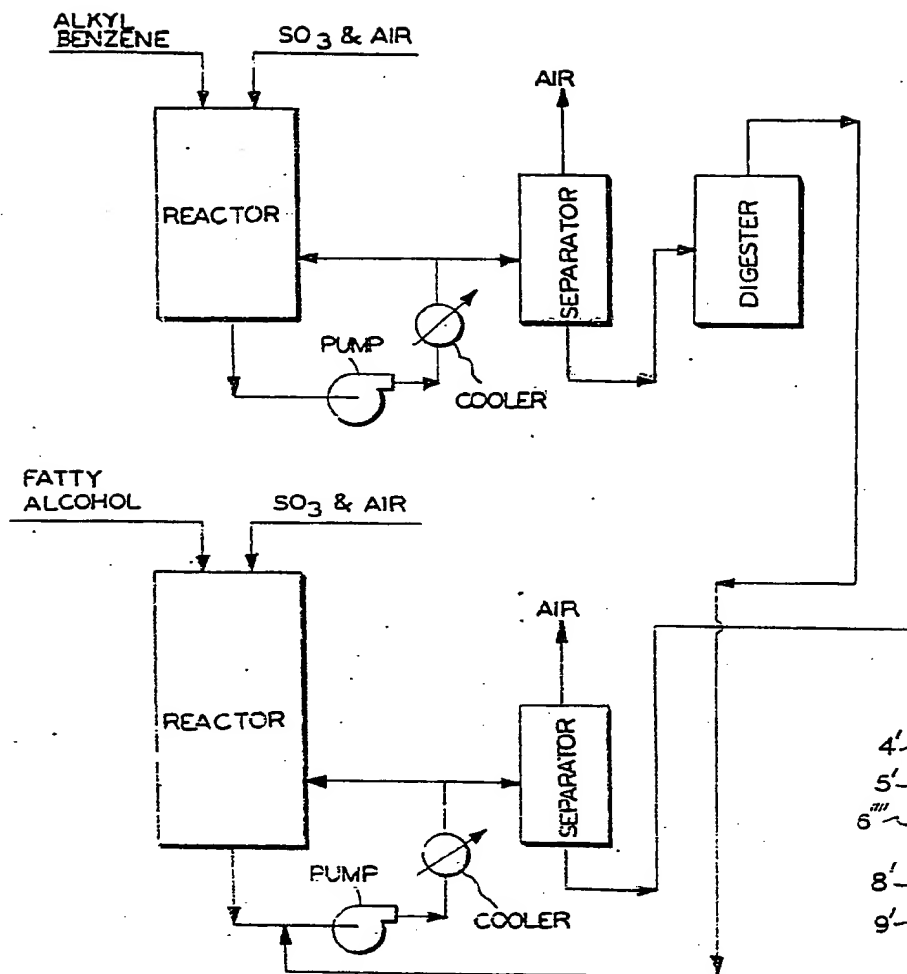 ALKYL
BENZENE
SO3 & AIR
AIR
REACTOR
SEPARATOR
DIGESTER
PUMP
COOLER
FATTY
ALCOHOL
SO3 & AIR
AIR
REACTOR
SEPARATOR
4'
5'
6""
8'
9'
PUMP
COOLER